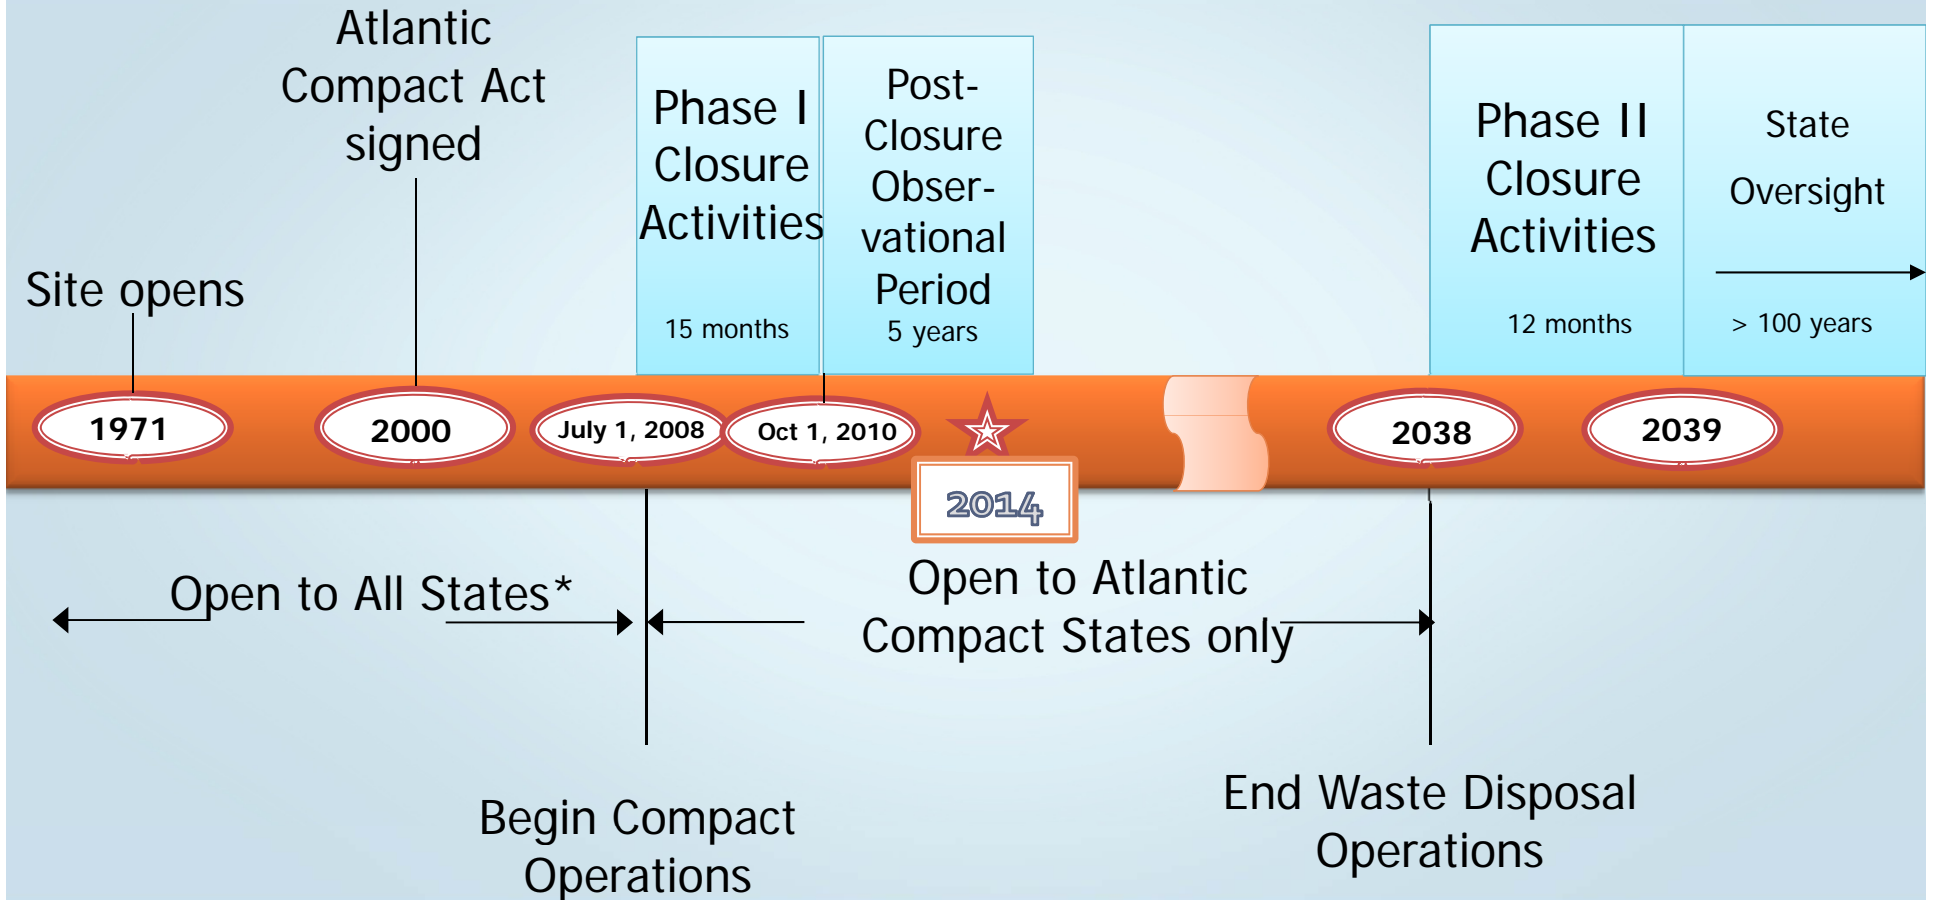 Atlantic
Compact Act
signed
Site opens
Phase I
Closure
Activities
15 months
Post-
Closure
Obser-
vational
Period
5 years
Phase II
Closure
Activities
12 months
State
Oversight
> 100 years
1971
2000
July 1, 2008
Oct 1, 2010
2014
2038
2039
Open to All States*
Open to Atlantic
Compact States only
Begin Compact
Operations
End Waste Disposal
Operations